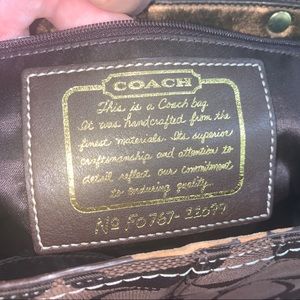 COACH
This is a Coach bag.
It was handcrafted from the
finest materials. Its superior
craftsmanship and attention to
detail reflect our commitment
to enduring quality.
No F0767-22699